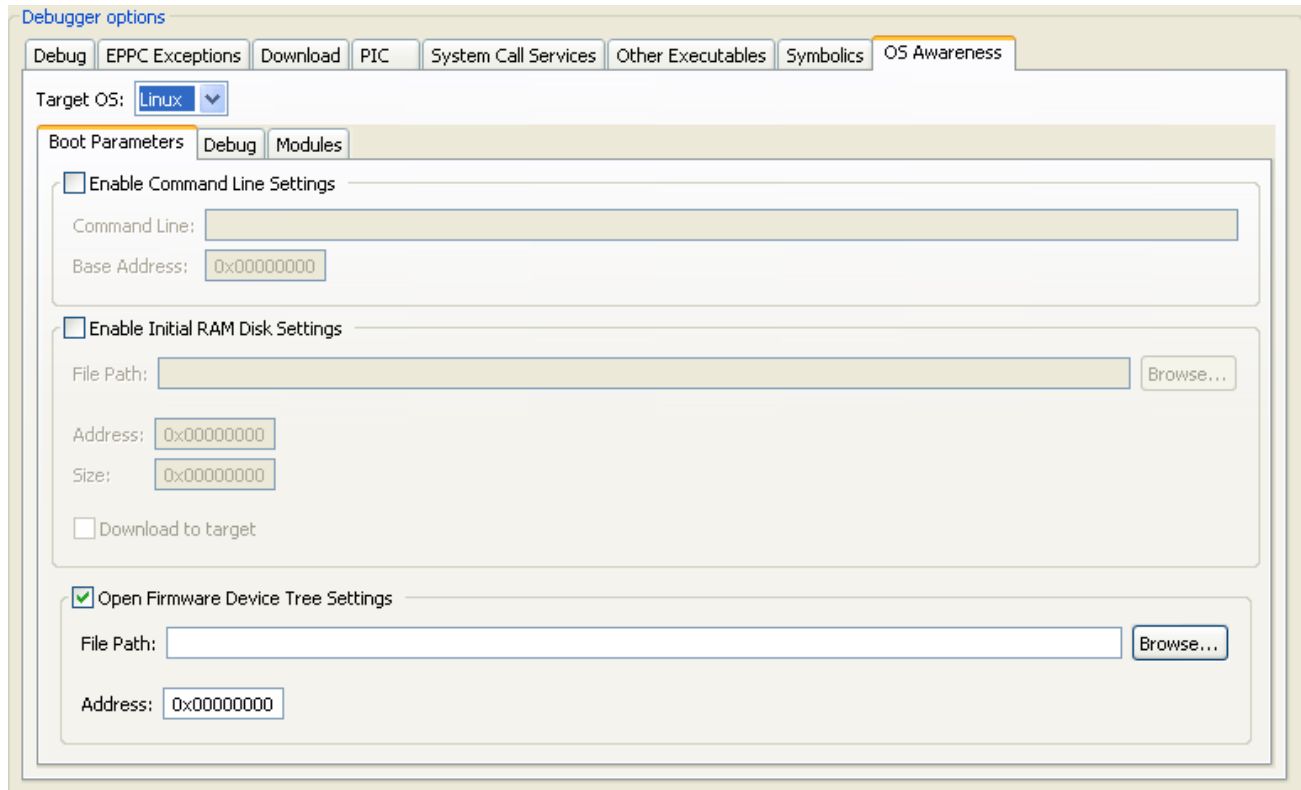 Debugger options
Debug EPPC Exceptions Download PIC System Call Services Other Executables Symbolics OS Awareness
Target OS: Linux
Boot Parameters Debug Modules
Enable Command Line Settings
Command Line:
Base Address: 0x00000000
Enable Initial RAM Disk Settings
File Path: Browse...
Address: 0x00000000
Size: 0x00000000
Download to target
Open Firmware Device Tree Settings
File Path: Browse...
Address: 0x00000000